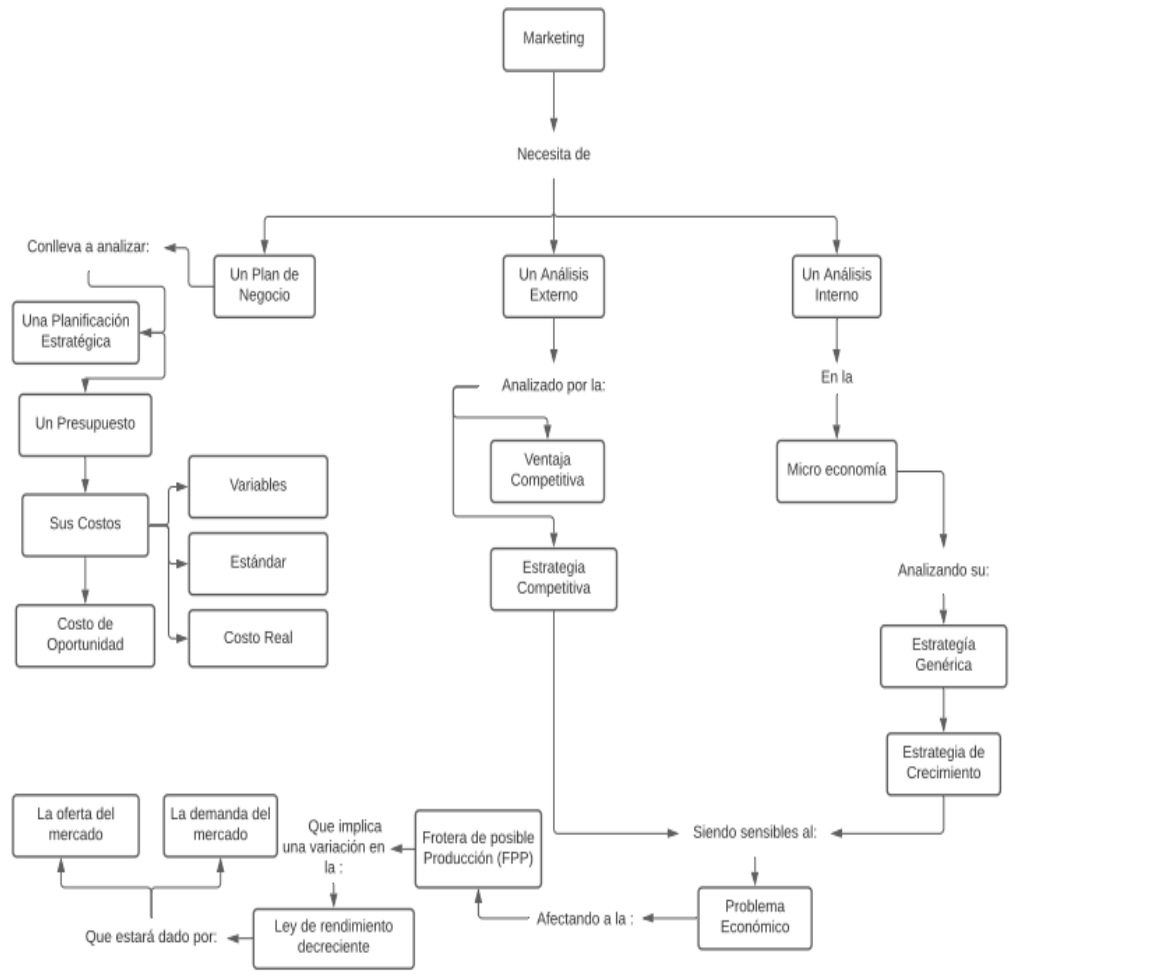 Marketing
Necesita de
Conlleva a analizar:
Un Plan de
Negocio
Un Análisis
Externo
Un Análisis
Interno
Una Planificación
Estratégica
Un Presupuesto
Sus Costos
Variables
Estándar
Costo Real
Costo de
Oportunidad
Analizado por la:
Ventaja
Competitiva
Estrategia
Competitiva
En la
Micro economía
Analizando su:
Estrategía
Genérica
Estrategia de
Crecimiento
Siendo sensibles al:
Problema
Económico
Afectando a la :
Frotera de posible
Producción (FPP)
Que implica
una variación en
la :
Ley de rendimiento
decreciente
Que estará dado por:
La oferta del
mercado
La demanda del
mercado